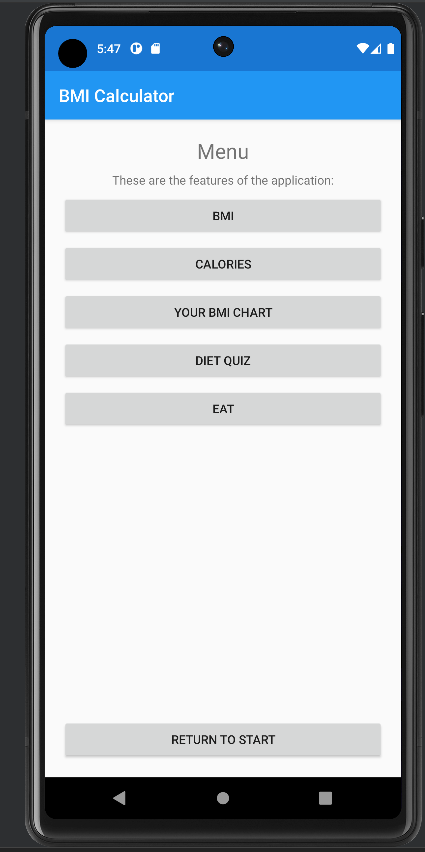 5:47
BMI Calculator
Menu
These are the features of the application:
BMI
CALORIES
YOUR BMI CHART
DIET QUIZ
EAT
RETURN TO START